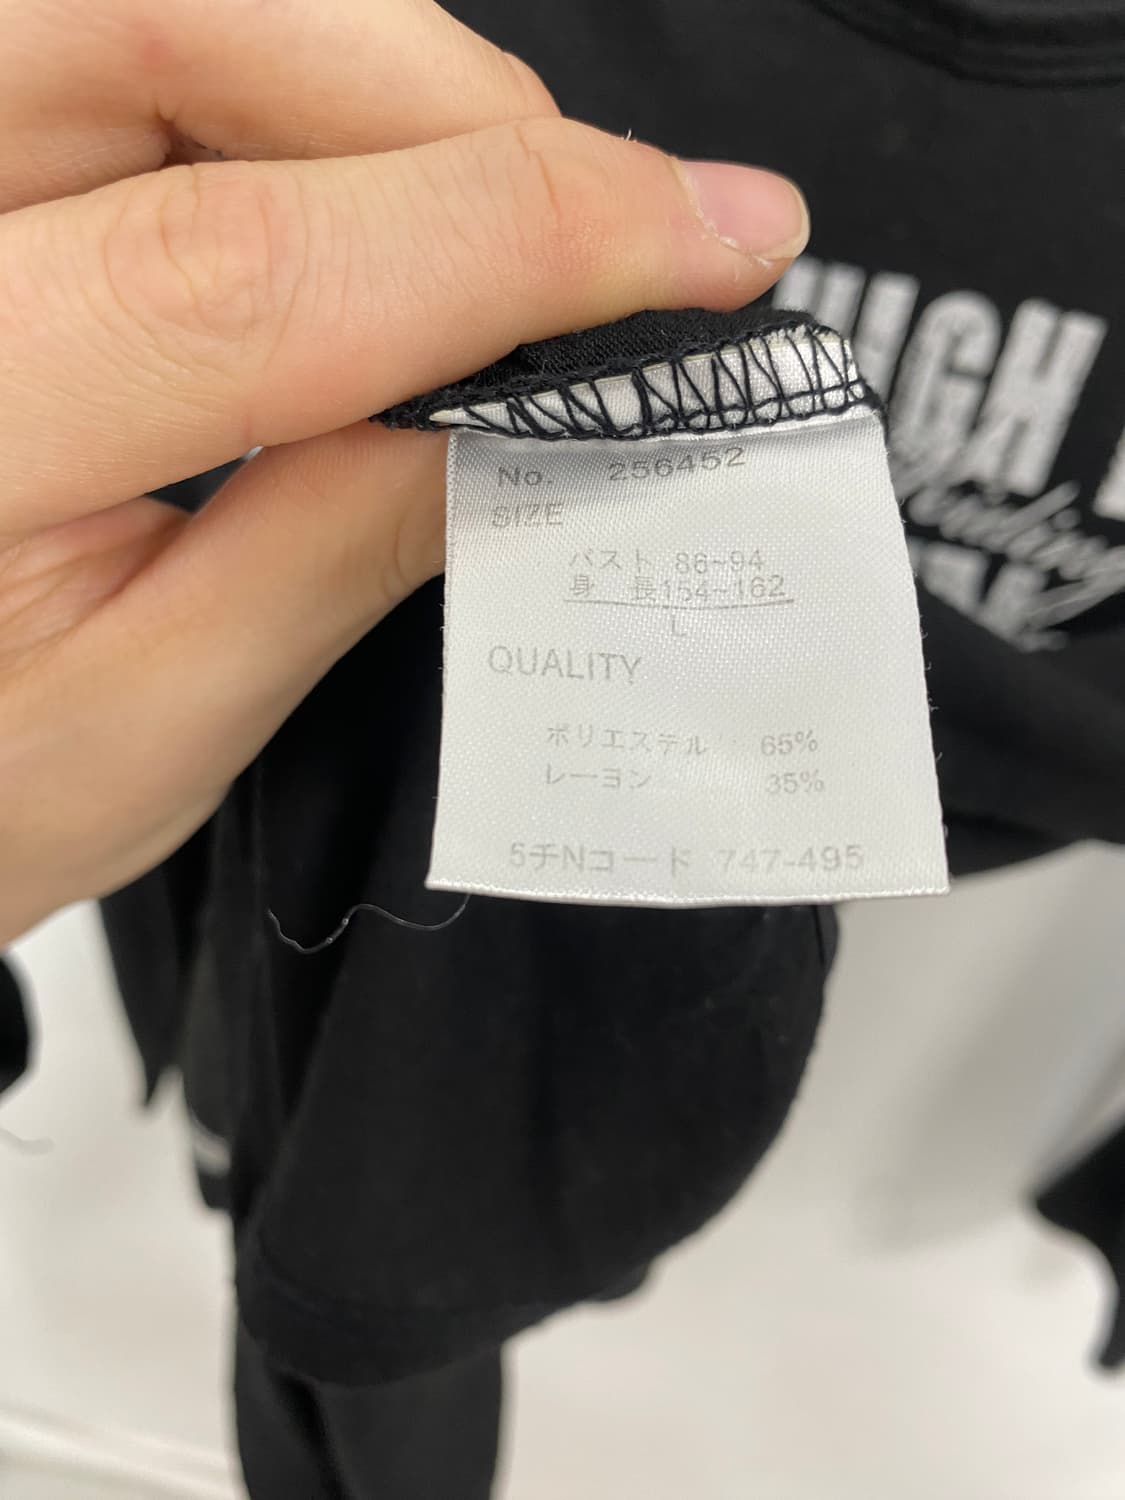 No. 256452
SIZE
バスト 86~94
身 長154~162
L
QUALITY
ポリエステル 65%
レーヨン 35%
5チNコード 747-495
HIGH